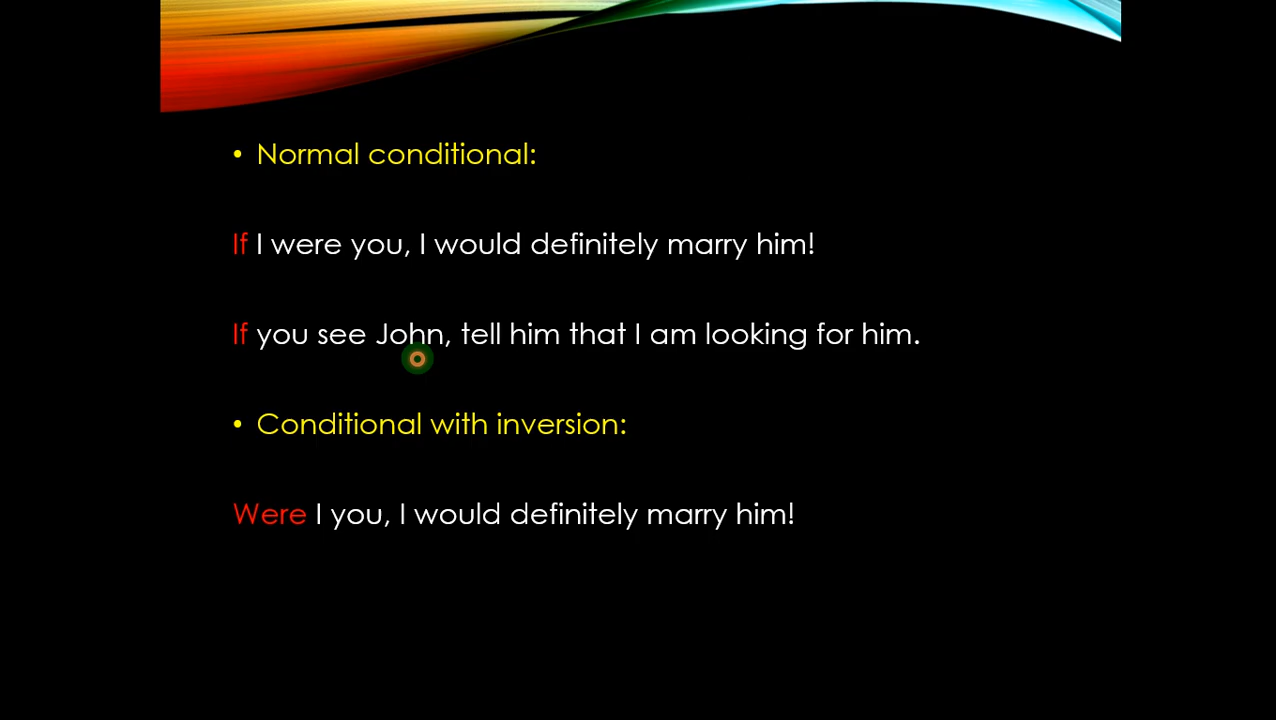 • Normal conditional:
If I were you, I would definitely marry him!
If you see John, tell him that I am looking for him.
• Conditional with inversion:
Were I you, I would definitely marry him!